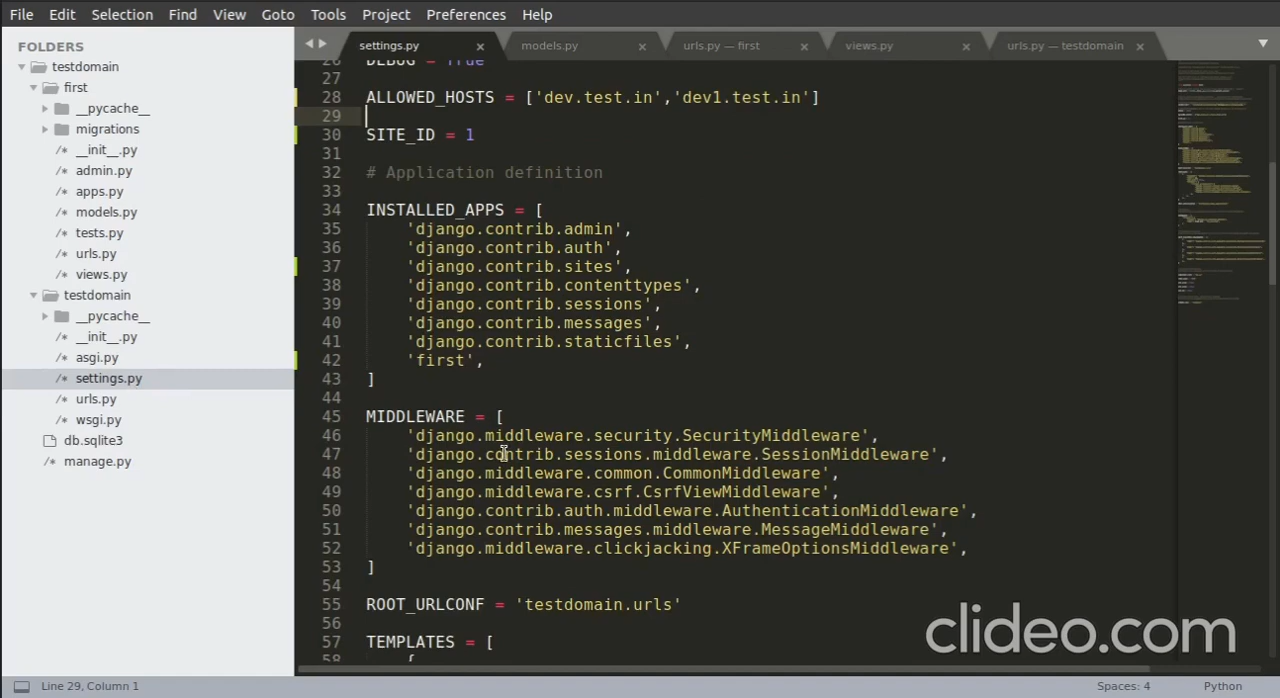 File Edit Selection Find View Goto Tools Project Preferences Help
FOLDERS
testdomain
first
__pycache__
migrations
__init__.py
admin.py
apps.py
models.py
tests.py
urls.py
views.py
testdomain
__pycache__
__init__.py
asgi.py
settings.py
urls.py
wsgi.py
db.sqlite3
manage.py
settings.py models.py urls.py — first views.py urls.py — testdomain
26 DEBUG = True
27
28 ALLOWED_HOSTS = ['dev.test.in','dev1.test.in']
29
30 SITE_ID = 1
31
32 # Application definition
33
34 INSTALLED_APPS = [
35 'django.contrib.admin',
36 'django.contrib.auth',
37 'django.contrib.sites',
38 'django.contrib.contenttypes',
39 'django.contrib.sessions',
40 'django.contrib.messages',
41 'django.contrib.staticfiles',
42 'first',
43 ]
44
45 MIDDLEWARE = [
46 'django.middleware.security.SecurityMiddleware',
47 'django.contrib.sessions.middleware.SessionMiddleware',
48 'django.middleware.common.CommonMiddleware',
49 'django.middleware.csrf.CsrfViewMiddleware',
50 'django.contrib.auth.middleware.AuthenticationMiddleware',
51 'django.contrib.messages.middleware.MessageMiddleware',
52 'django.middleware.clickjacking.XFrameOptionsMiddleware',
53 ]
54
55 ROOT_URLCONF = 'testdomain.urls'
56
57 TEMPLATES = [
58 {
clideo.com
Line 29, Column 1 Spaces: 4 Python